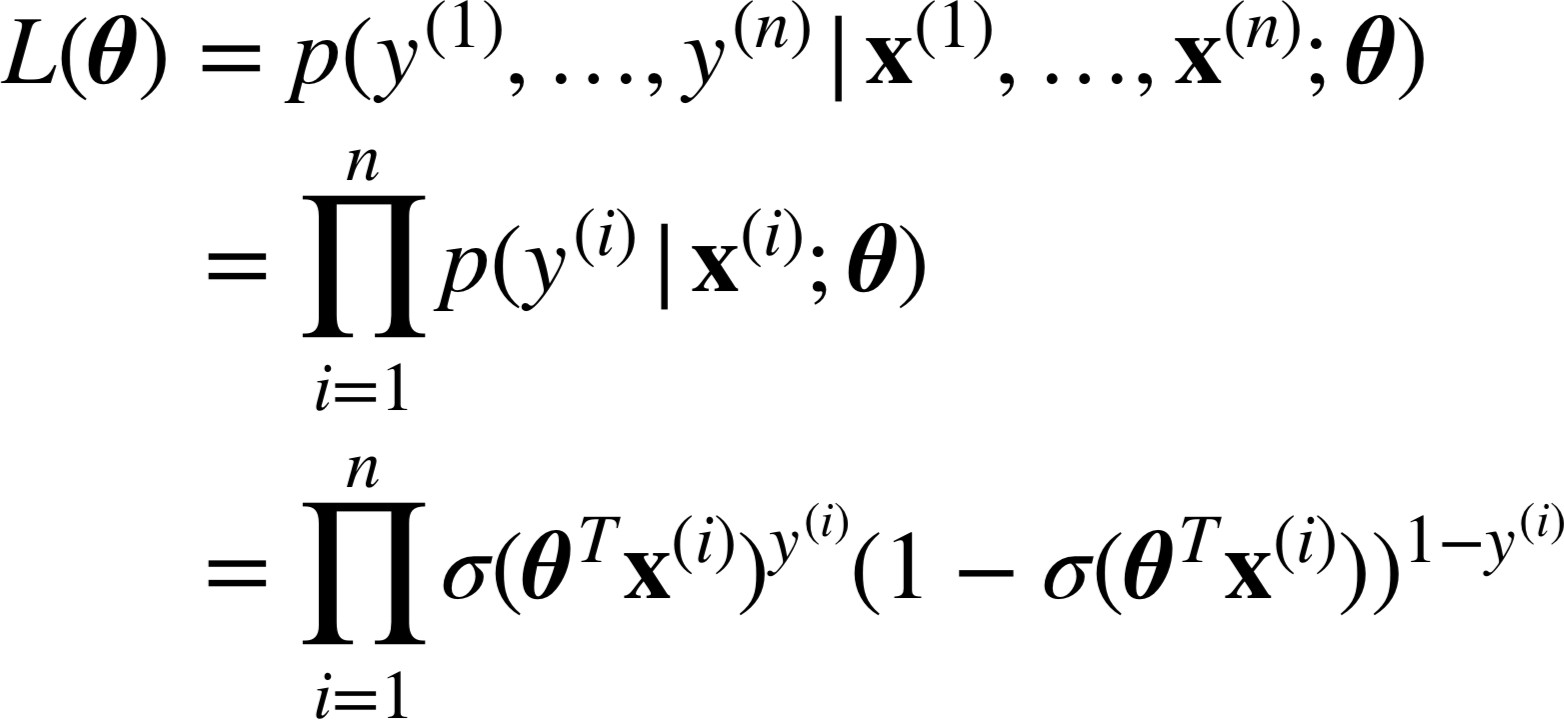 L(𝜽) = p(y⁽¹⁾, …, y⁽ⁿ⁾ | 𝐱⁽¹⁾, …, 𝐱⁽ⁿ⁾; 𝜽)
= ∏_{i=1}^{n} p(y⁽ⁱ⁾ | 𝐱⁽ⁱ⁾; 𝜽)
= ∏_{i=1}^{n} σ(𝜽^T 𝐱^{(i)})^{y^{(i)}} (1 − σ(𝜽^T 𝐱^{(i)}))^{1−y^{(i)}}